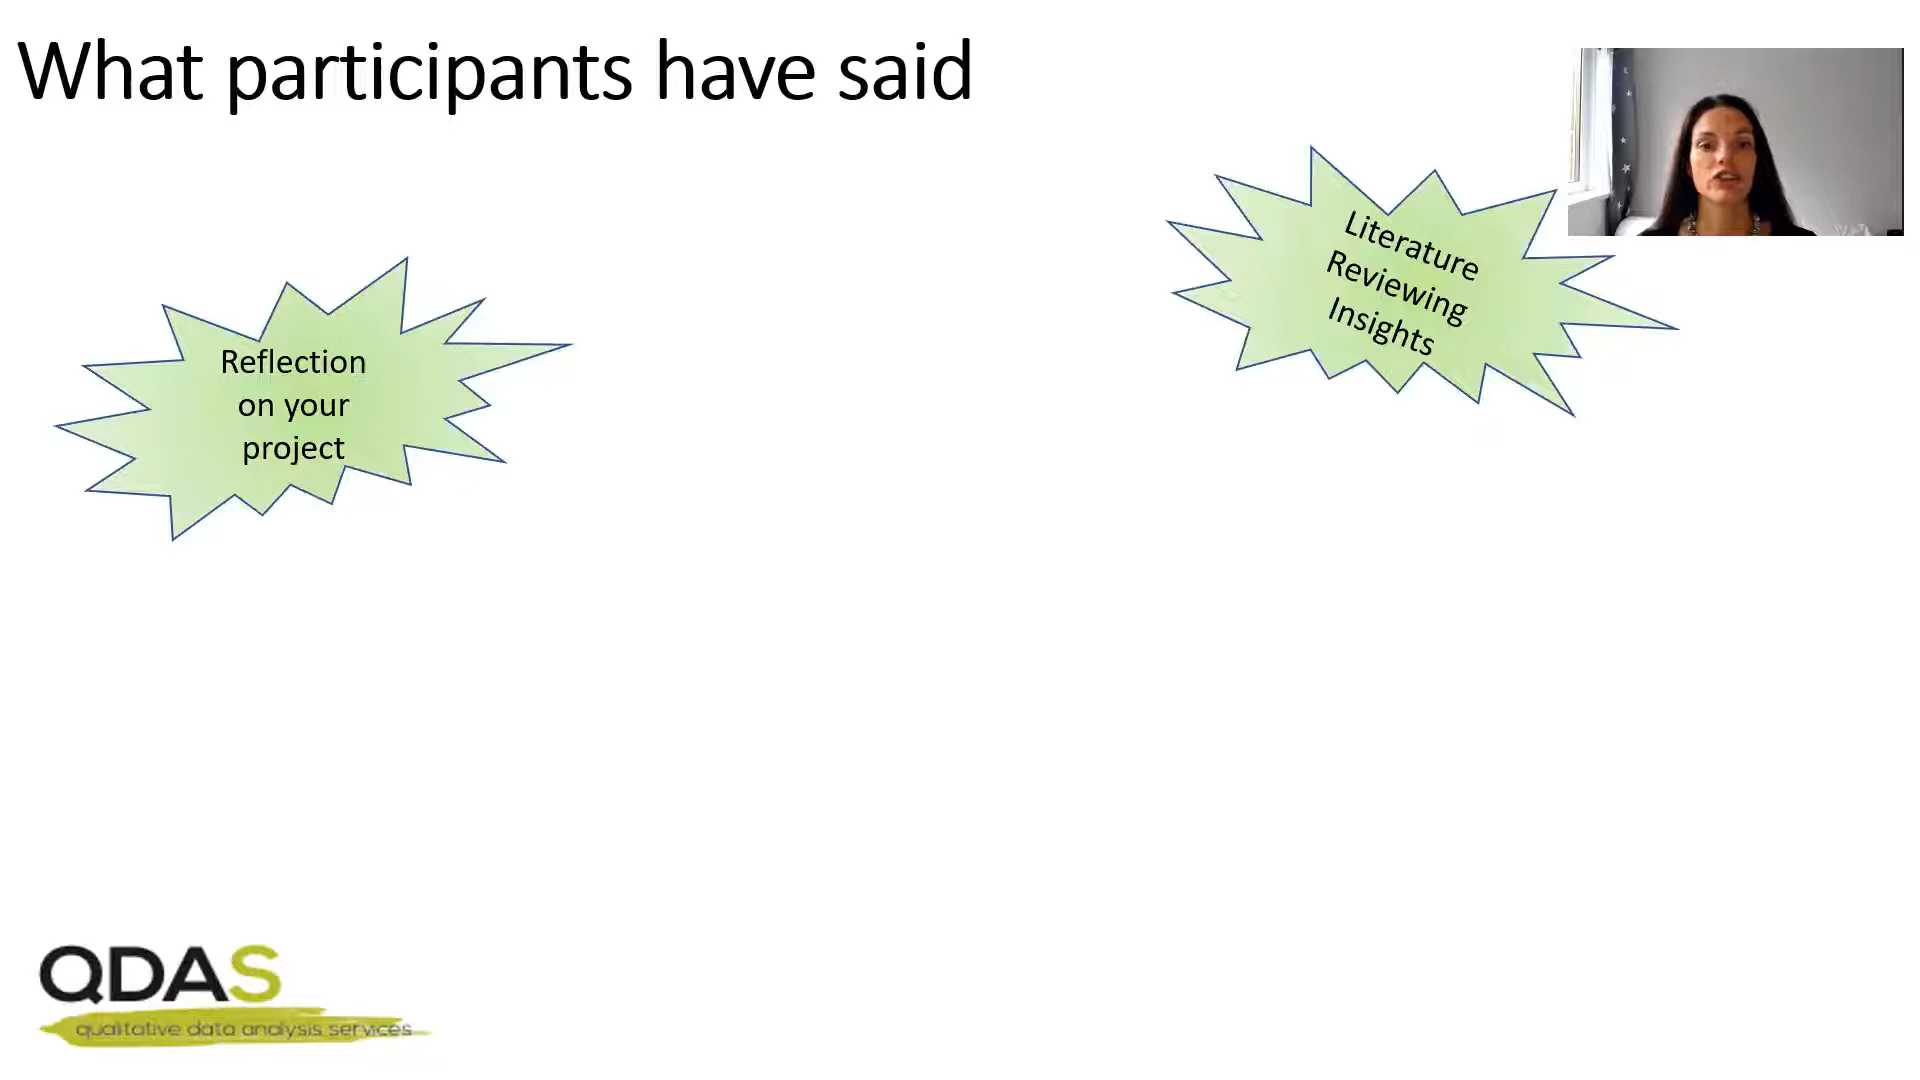 What participants have said
Literature
Reviewing
Insights
Reflection
on your
project
QDAS
qualitative data analysis services